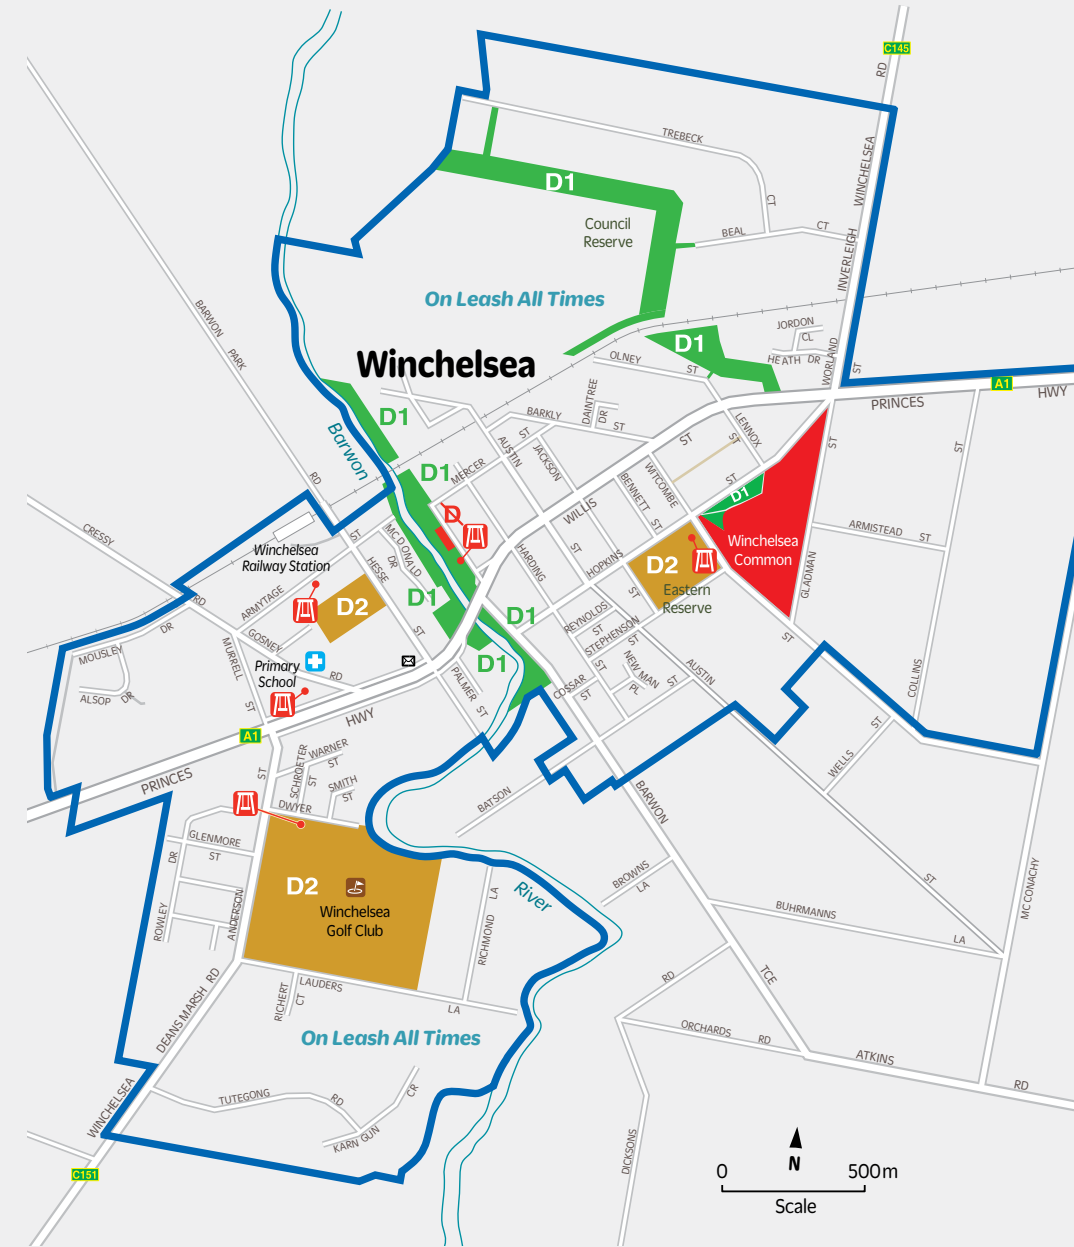 C145
RD
WINCHELSEA
INVERLEIGH
TREBECK
CT
D1
Council
Reserve
BEAL
CT
On Leash All Times
BARWON
PARK
RD
Winchelsea
D1
JORDON
CL
HEATH DR
WORLAND
ST
OLNEY
ST
A1
PRINCES
HWY
D1
Barwon
BARKLY
ST
DAINTREE
DR
LENNOX
ST
ST
ST
AUSTIN
ST
JACKSON
ST
MERCER
D1
D
WILLIS
ST
BENNETT
ST
WITCOMBE
ST
D1
Winchelsea
Common
ST
GLADMAN
ARMISTEAD
ST
ST
COLLINS
CRESSY
RD
Winchelsea
Railway Station
ST
MC DONALD
DR
HESSE
ST
ARMYTAGE
D2
D1
HARDING
HOPKINS
ST
D2
Eastern
Reserve
D1
REYNOLDS
ST
STEPHENSON
ST
ST
NEW MAN
PL
COSSAR
ST
ST
AUSTIN
D1
GOSNEY
RD
Primary
School
MURRELL
ST
DR
MOUSLEY
ALSOP
DR
PALMER
ST
HWY
A1
PRINCES
ST
WARNER
ST
SCHROETER
ST
SMITH
ST
DWYER
GLENMORE
ST
DR
ROWLEY
ANDERSON
BATSON
BARWON
TCE
WELLS
ST
ST
BROWNS
LA
BUHRMANNS
LA
MC CONACHY
D2
Winchelsea
Golf Club
River
LA
RICHMOND
LAUDERS
LA
RICHERT
CT
DEANS MARSH
RD
WINCHELSEA
On Leash All Times
TUTEGONG
RD
KARN GUN
CR
C151
RD
ORCHARDS
RD
ATKINS
RD
DICKSONS
N
0
500m
Scale